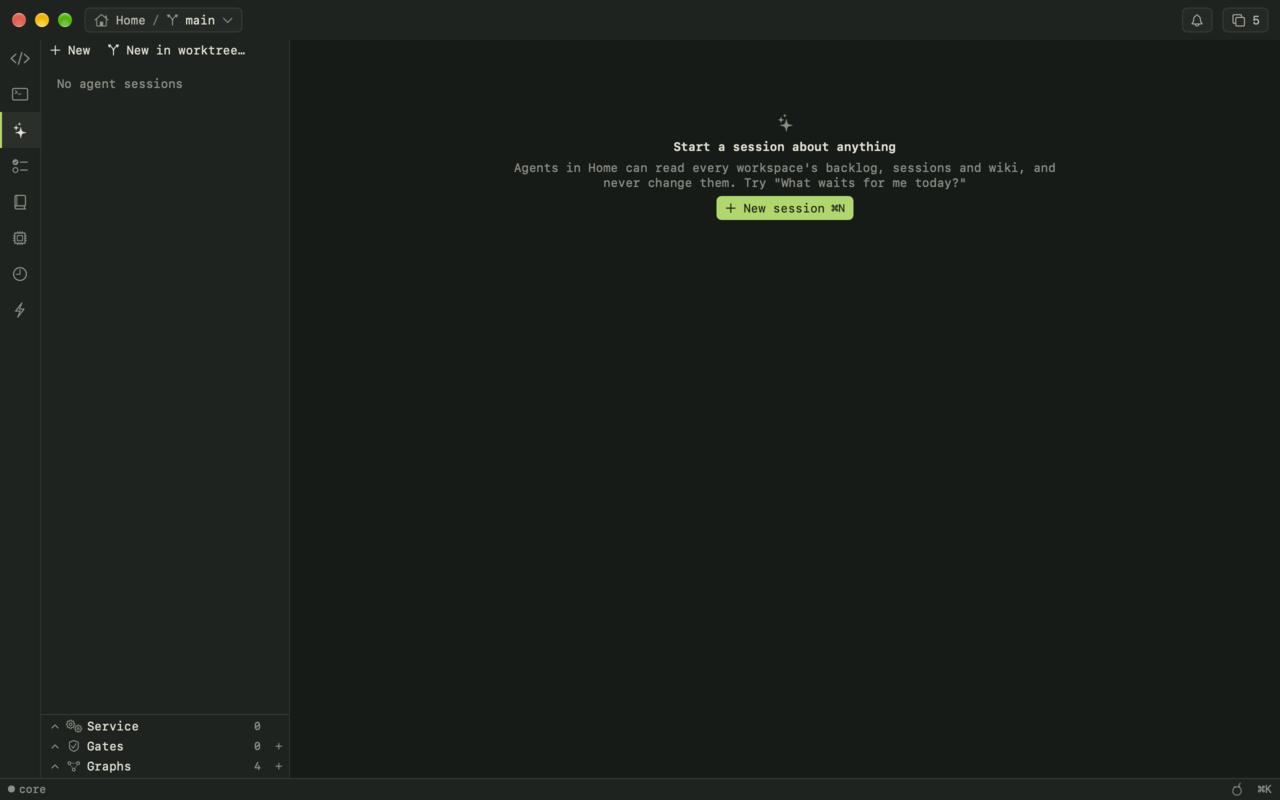 Home / main
5
+ New New in worktree…
No agent sessions
Start a session about anything
Agents in Home can read every workspace's backlog, sessions and wiki, and
never change them. Try "What waits for me today?"
+ New session ⌘N
Service 0
Gates 0 +
Graphs 4 +
core
⌘K